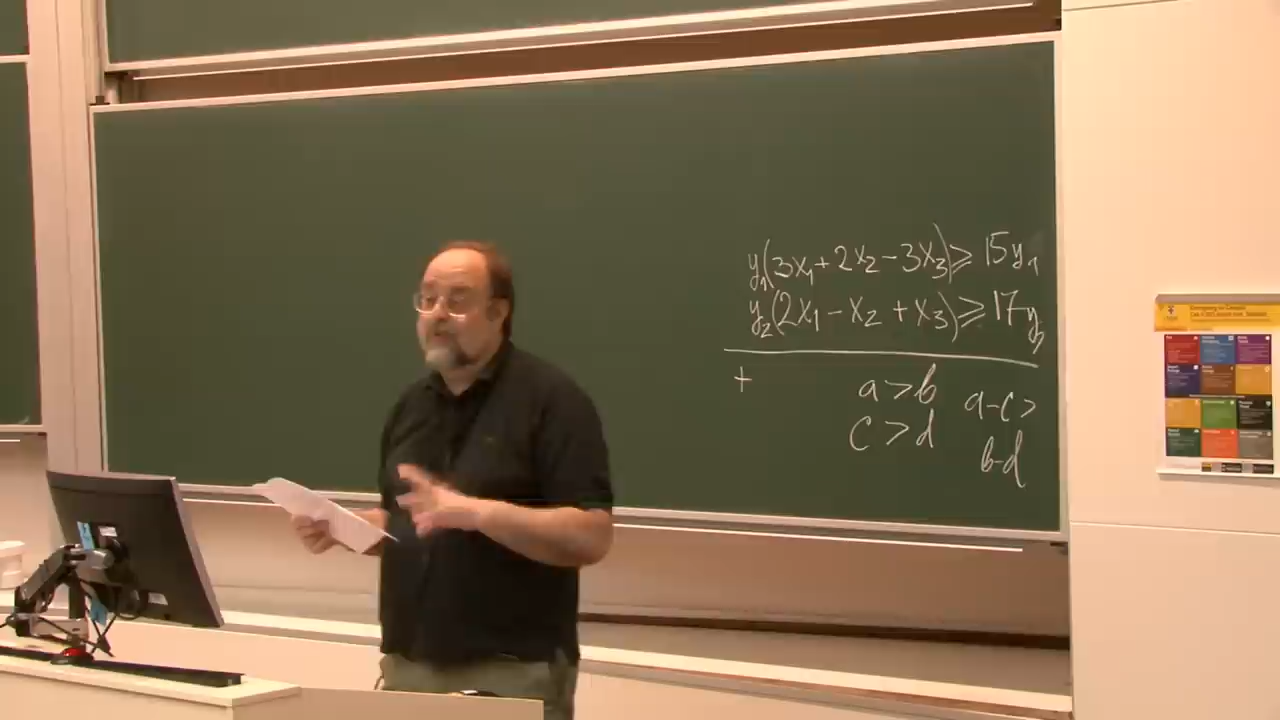 y₁(3x₁+2x₂-3x₃)≥15y₁
y₂(2x₁-x₂+x₃)≥17y₂
+
a>b
c>d
a-c>
b-d